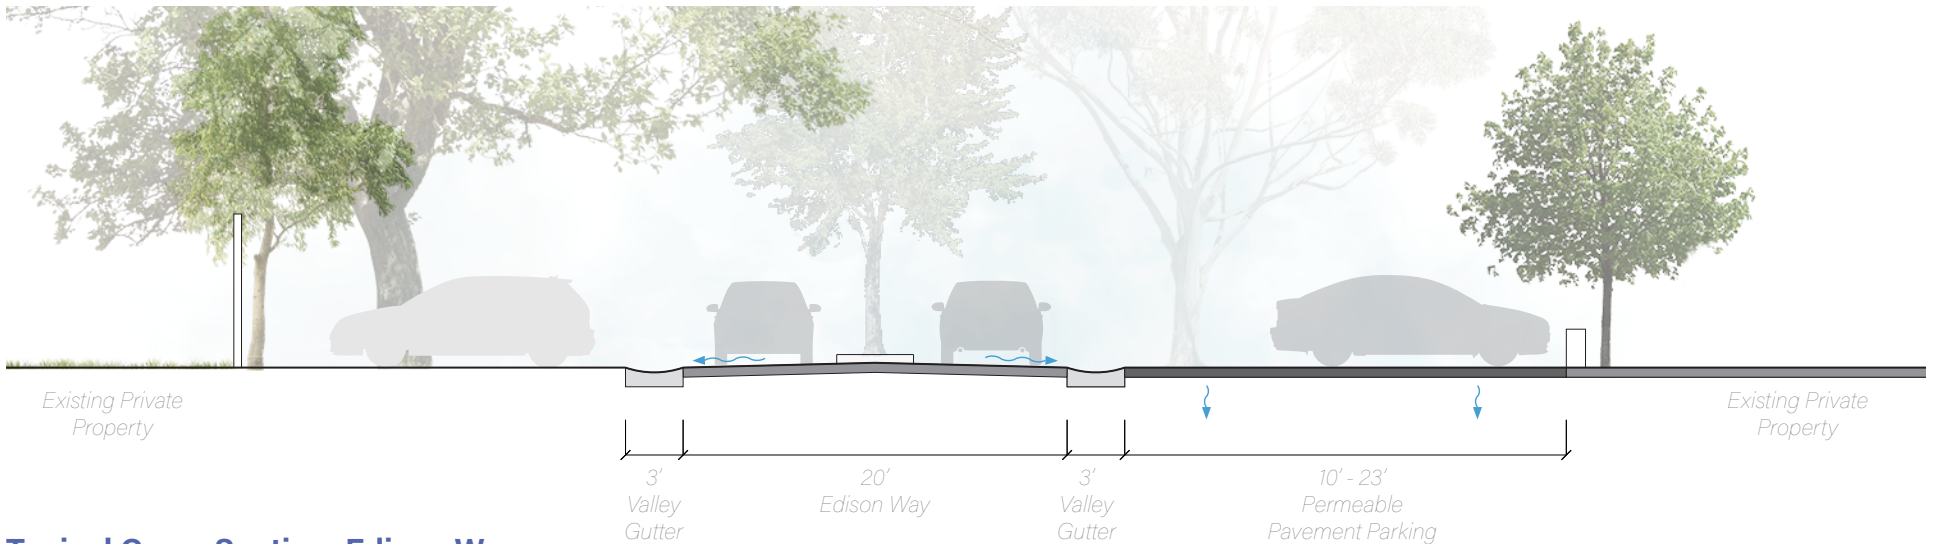 Existing Private
Property
Existing Private
Property
3'
Valley
Gutter
20'
Edison Way
3'
Valley
Gutter
10' - 23'
Permeable
Pavement Parking